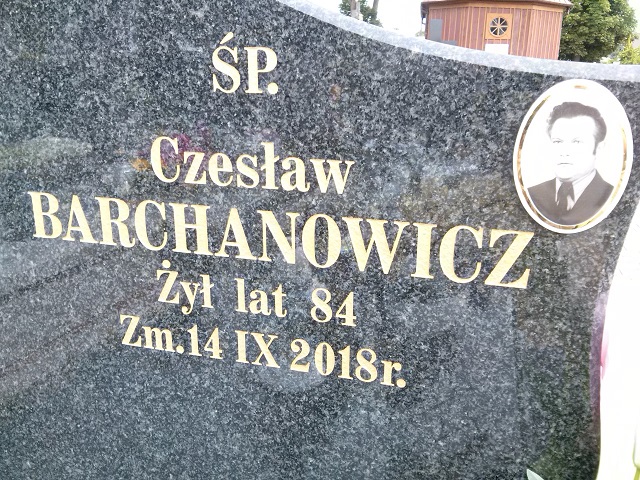 ŚP.
Czesław
BARCHANOWICZ
Żył lat 84
Zm.14 IX 2018r.